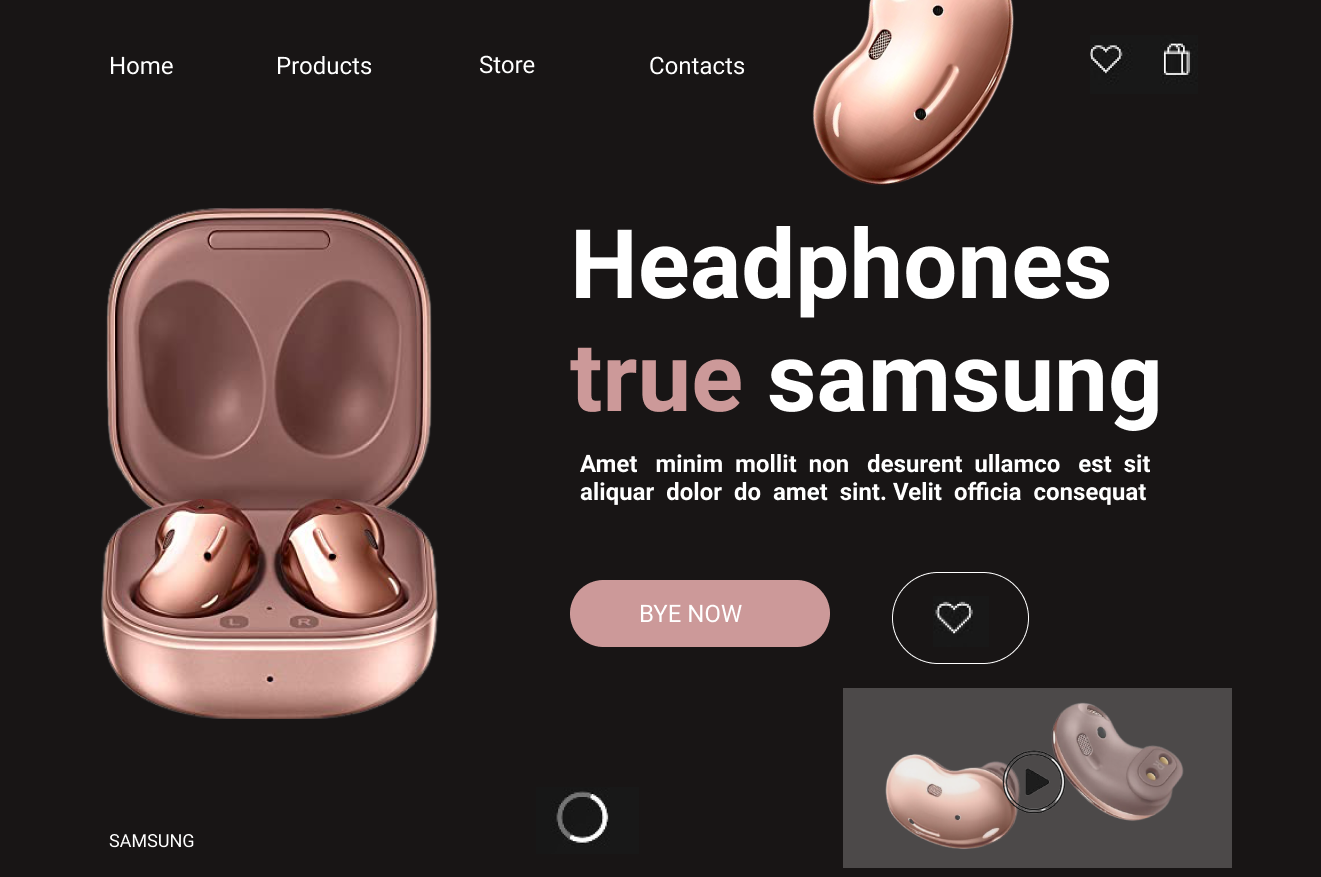 Home Products Store Contacts
Headphones
true samsung
Amet minim mollit non desurent ullamco est sit
aliquar dolor do amet sint. Velit officia consequat
BYE NOW
L R
SAMSUNG